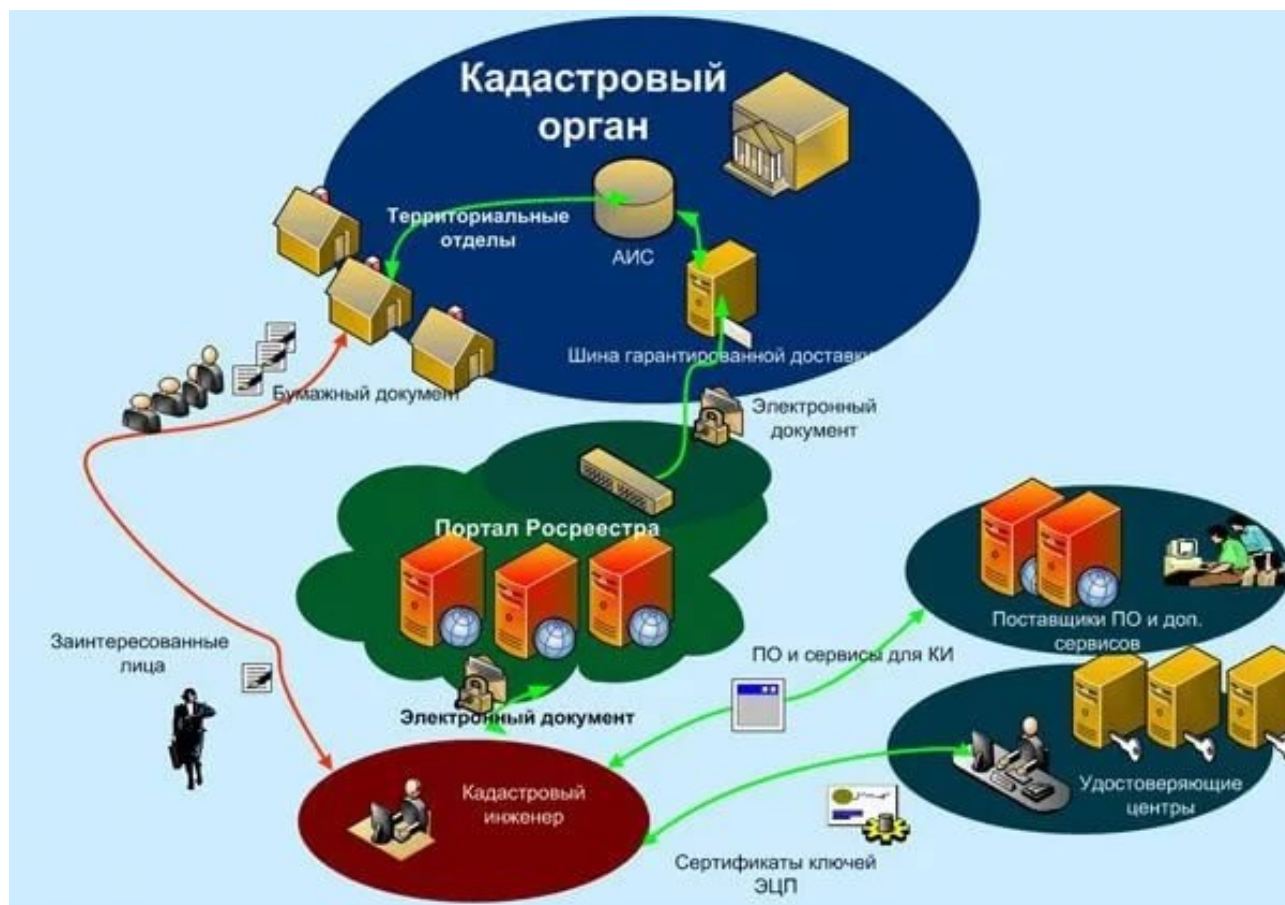 Кадастровый
орган
Территориальные
отделы
АИС
Шина гарантированной доставки
Бумажный документ
Электронный
документ
Портал Росреестра
Поставщики ПО и доп.
сервисов
Заинтересованные
лица
ПО и сервисы для КИ
Электронный документ
Кадастровый
инженер
Удостоверяющие
центры
Сертификаты ключей
ЭЦП